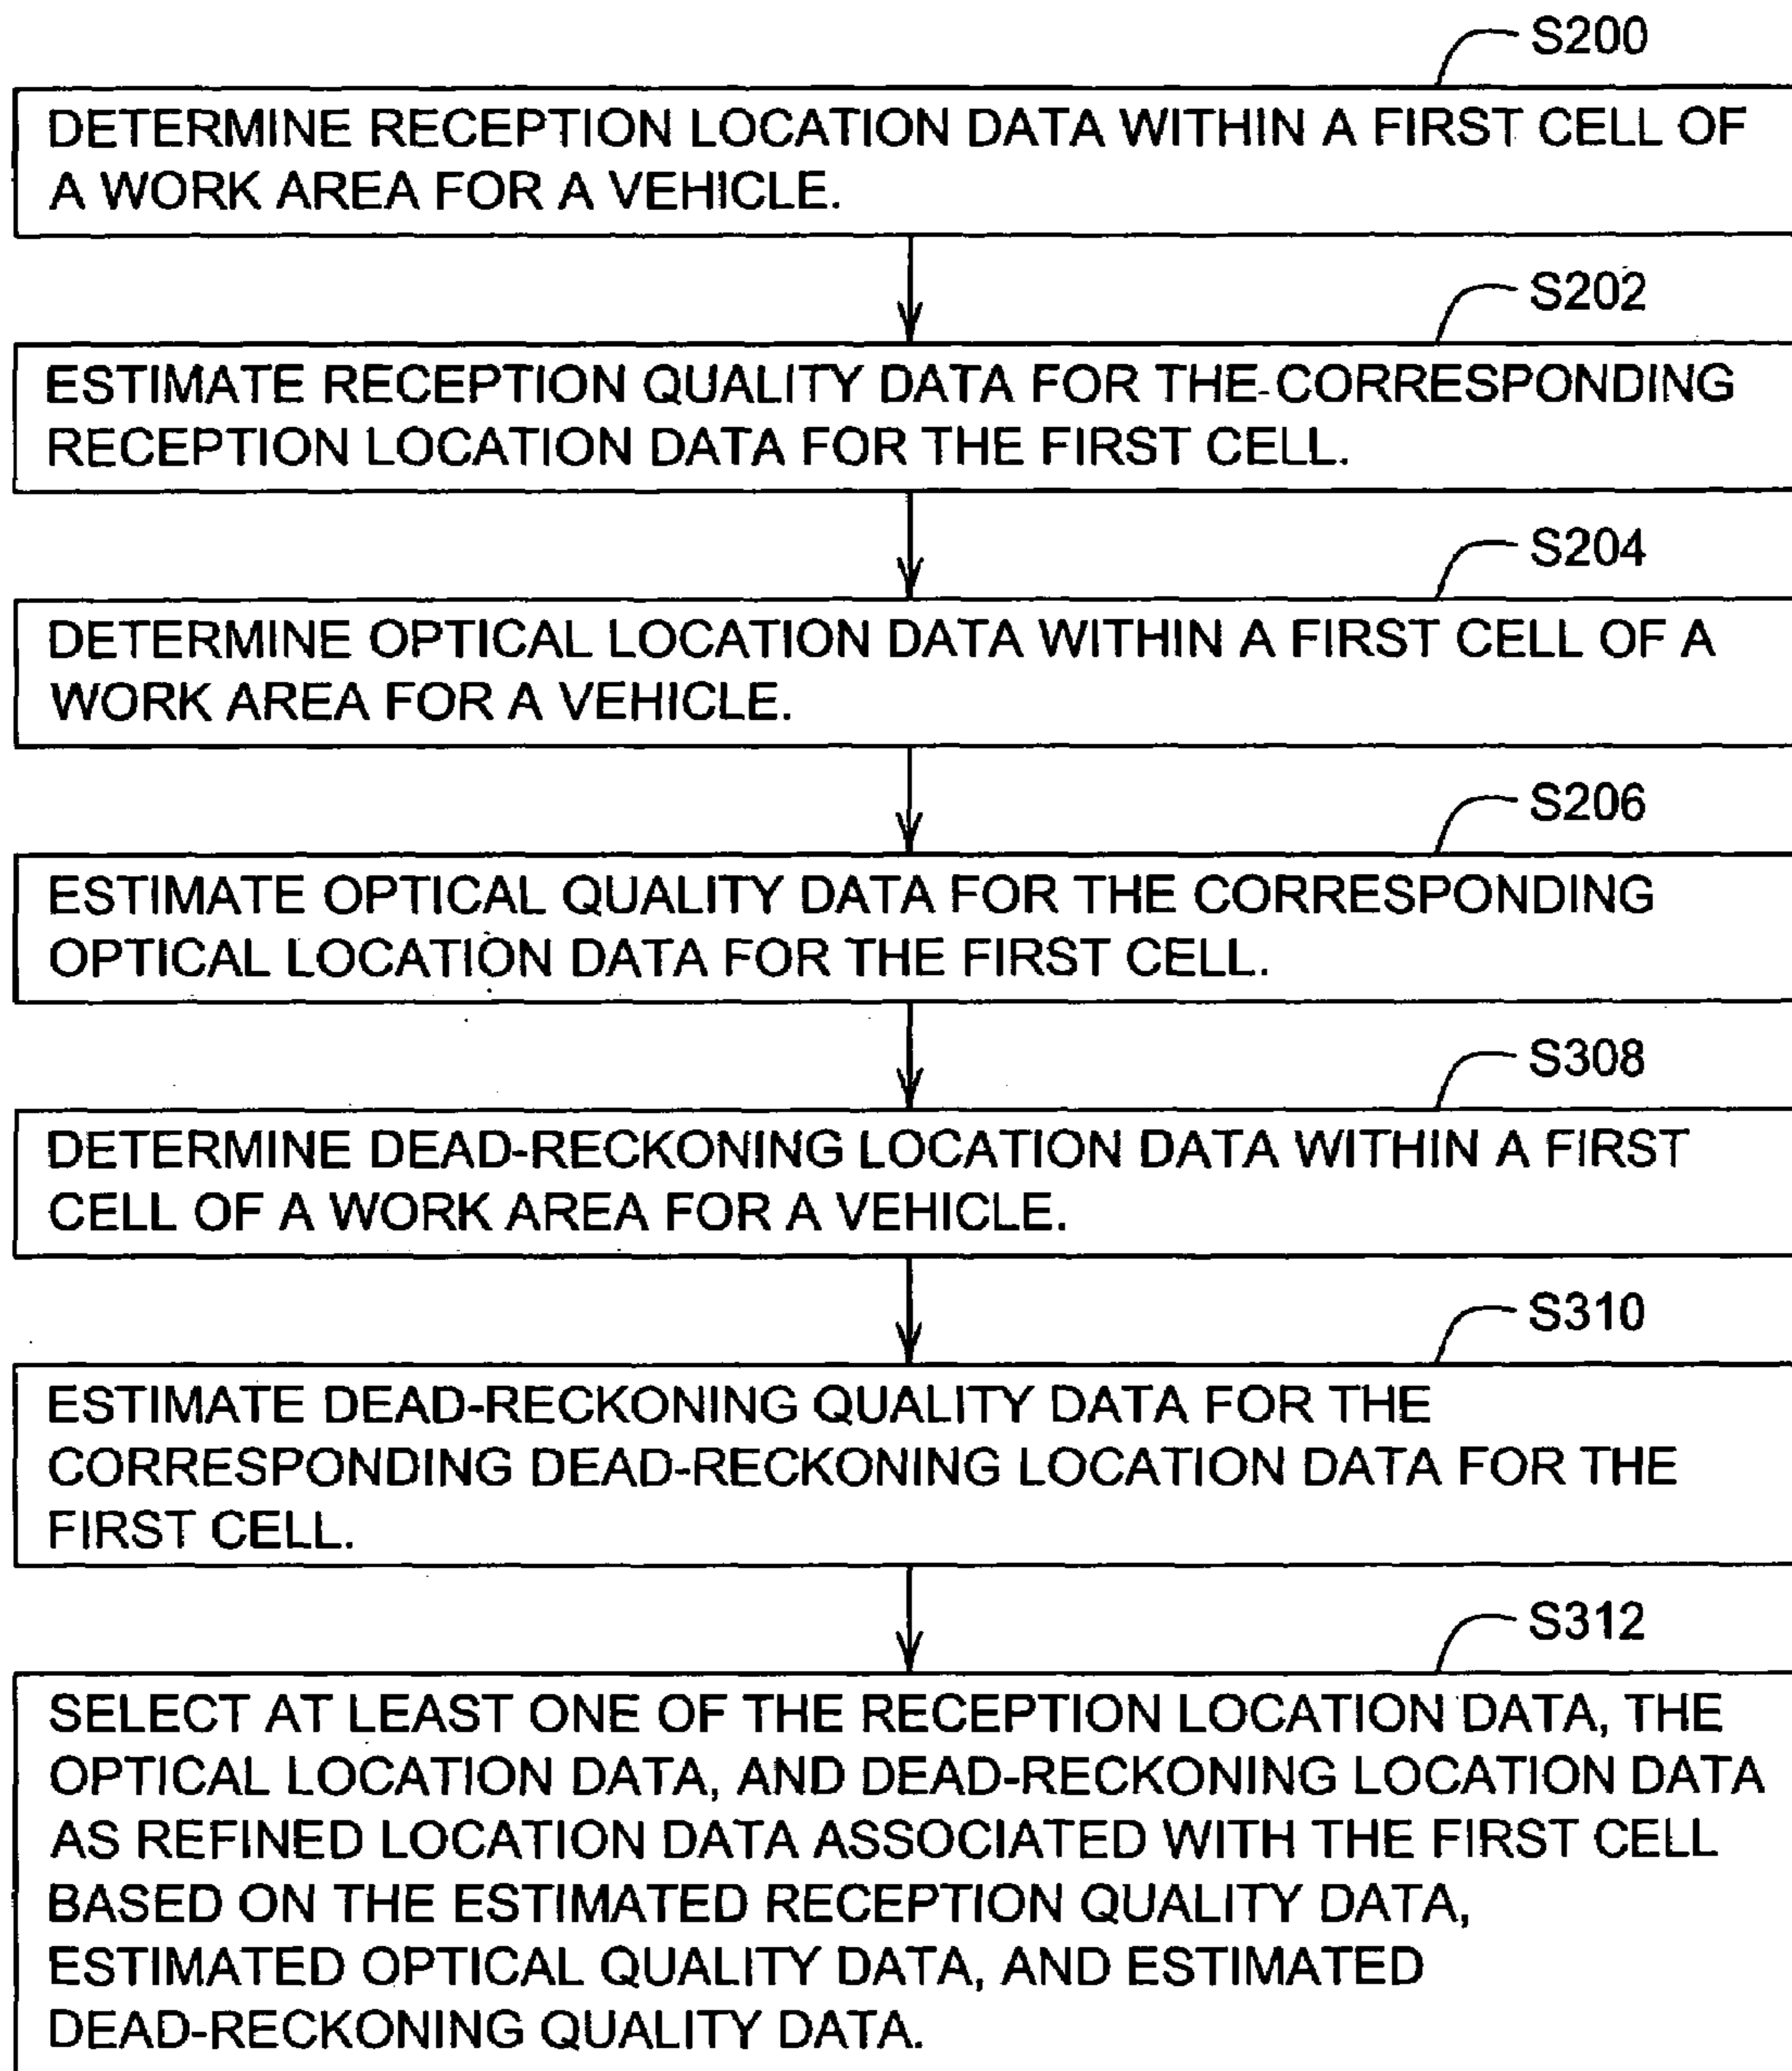 S200
DETERMINE RECEPTION LOCATION DATA WITHIN A FIRST CELL OF
A WORK AREA FOR A VEHICLE.
S202
ESTIMATE RECEPTION QUALITY DATA FOR THE CORRESPONDING
RECEPTION LOCATION DATA FOR THE FIRST CELL.
S204
DETERMINE OPTICAL LOCATION DATA WITHIN A FIRST CELL OF A
WORK AREA FOR A VEHICLE.
S206
ESTIMATE OPTICAL QUALITY DATA FOR THE CORRESPONDING
OPTICAL LOCATION DATA FOR THE FIRST CELL.
S308
DETERMINE DEAD-RECKONING LOCATION DATA WITHIN A FIRST
CELL OF A WORK AREA FOR A VEHICLE.
S310
ESTIMATE DEAD-RECKONING QUALITY DATA FOR THE
CORRESPONDING DEAD-RECKONING LOCATION DATA FOR THE
FIRST CELL.
S312
SELECT AT LEAST ONE OF THE RECEPTION LOCATION DATA, THE
OPTICAL LOCATION DATA, AND DEAD-RECKONING LOCATION DATA
AS REFINED LOCATION DATA ASSOCIATED WITH THE FIRST CELL
BASED ON THE ESTIMATED RECEPTION QUALITY DATA,
ESTIMATED OPTICAL QUALITY DATA, AND ESTIMATED
DEAD-RECKONING QUALITY DATA.